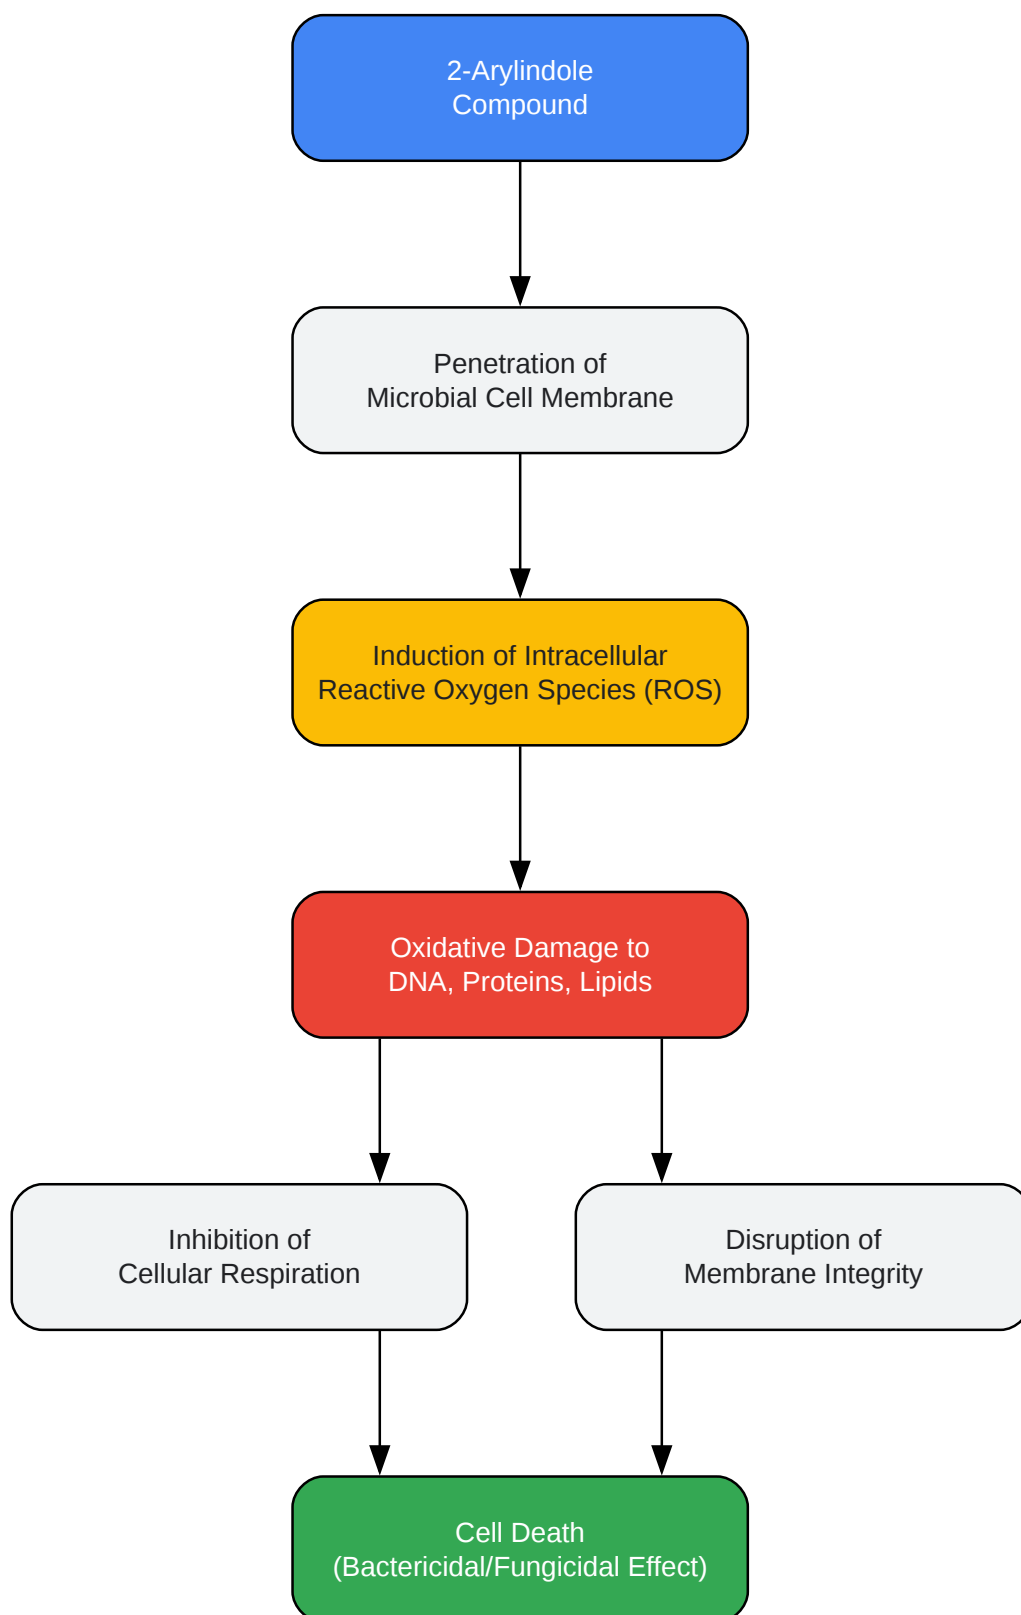 2-Arylindole
Compound
Penetration of
Microbial Cell Membrane
Induction of Intracellular
Reactive Oxygen Species (ROS)
Oxidative Damage to
DNA, Proteins, Lipids
Inhibition of
Cellular Respiration
Disruption of
Membrane Integrity
Cell Death
(Bactericidal/Fungicidal Effect)